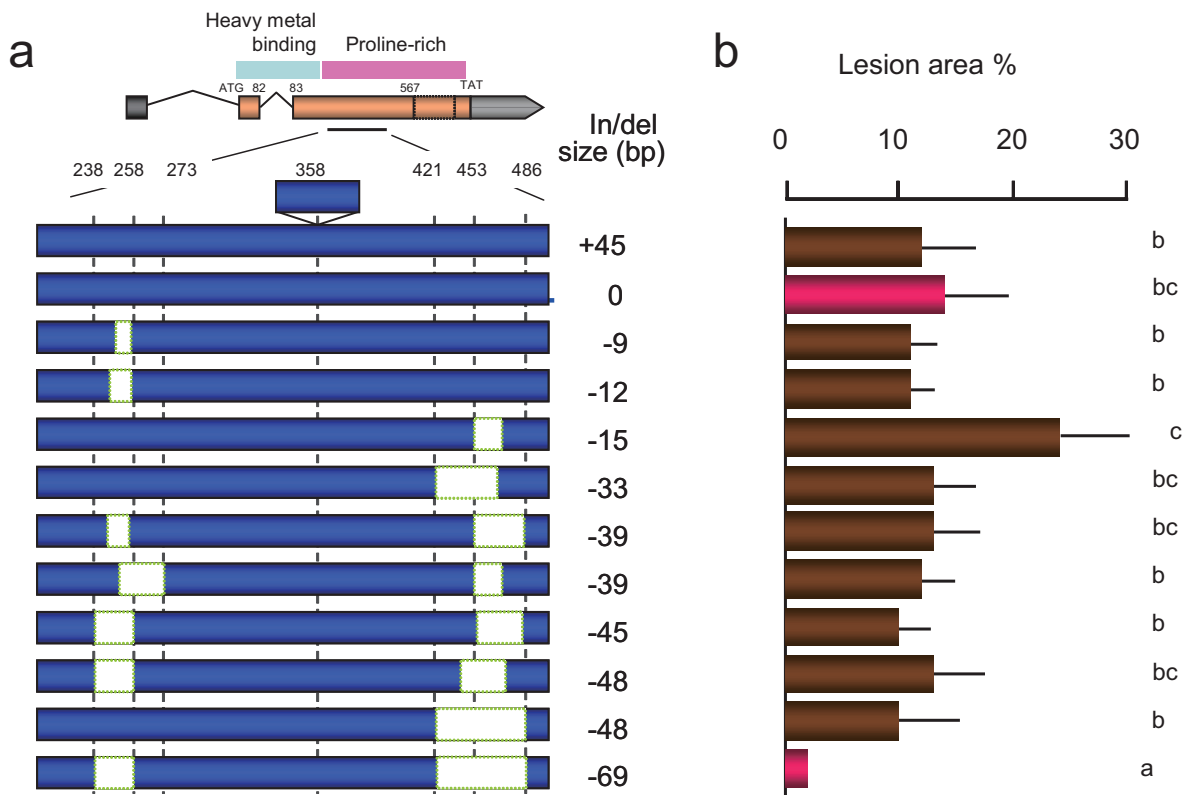 a
Heavy metal
binding
Proline-rich
ATG 82 83 567 TAT
In/del
size (bp)
238 258 273 358 421 453 486
+45
0
-9
-12
-15
-33
-39
-39
-45
-48
-48
-69
b
Lesion area %
0 10 20 30
b
bc
b
b
c
bc
bc
b
b
bc
b
a